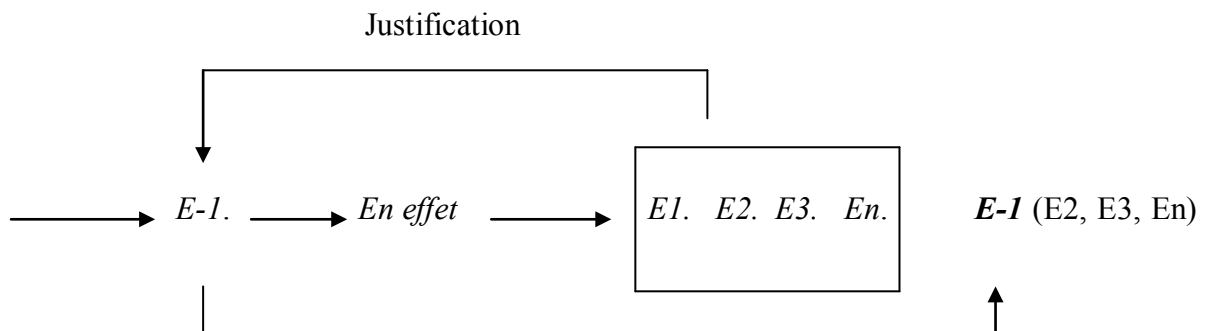 Justification
E-1. En effet E1. E2. E3. En. E-1 (E2, E3, En)